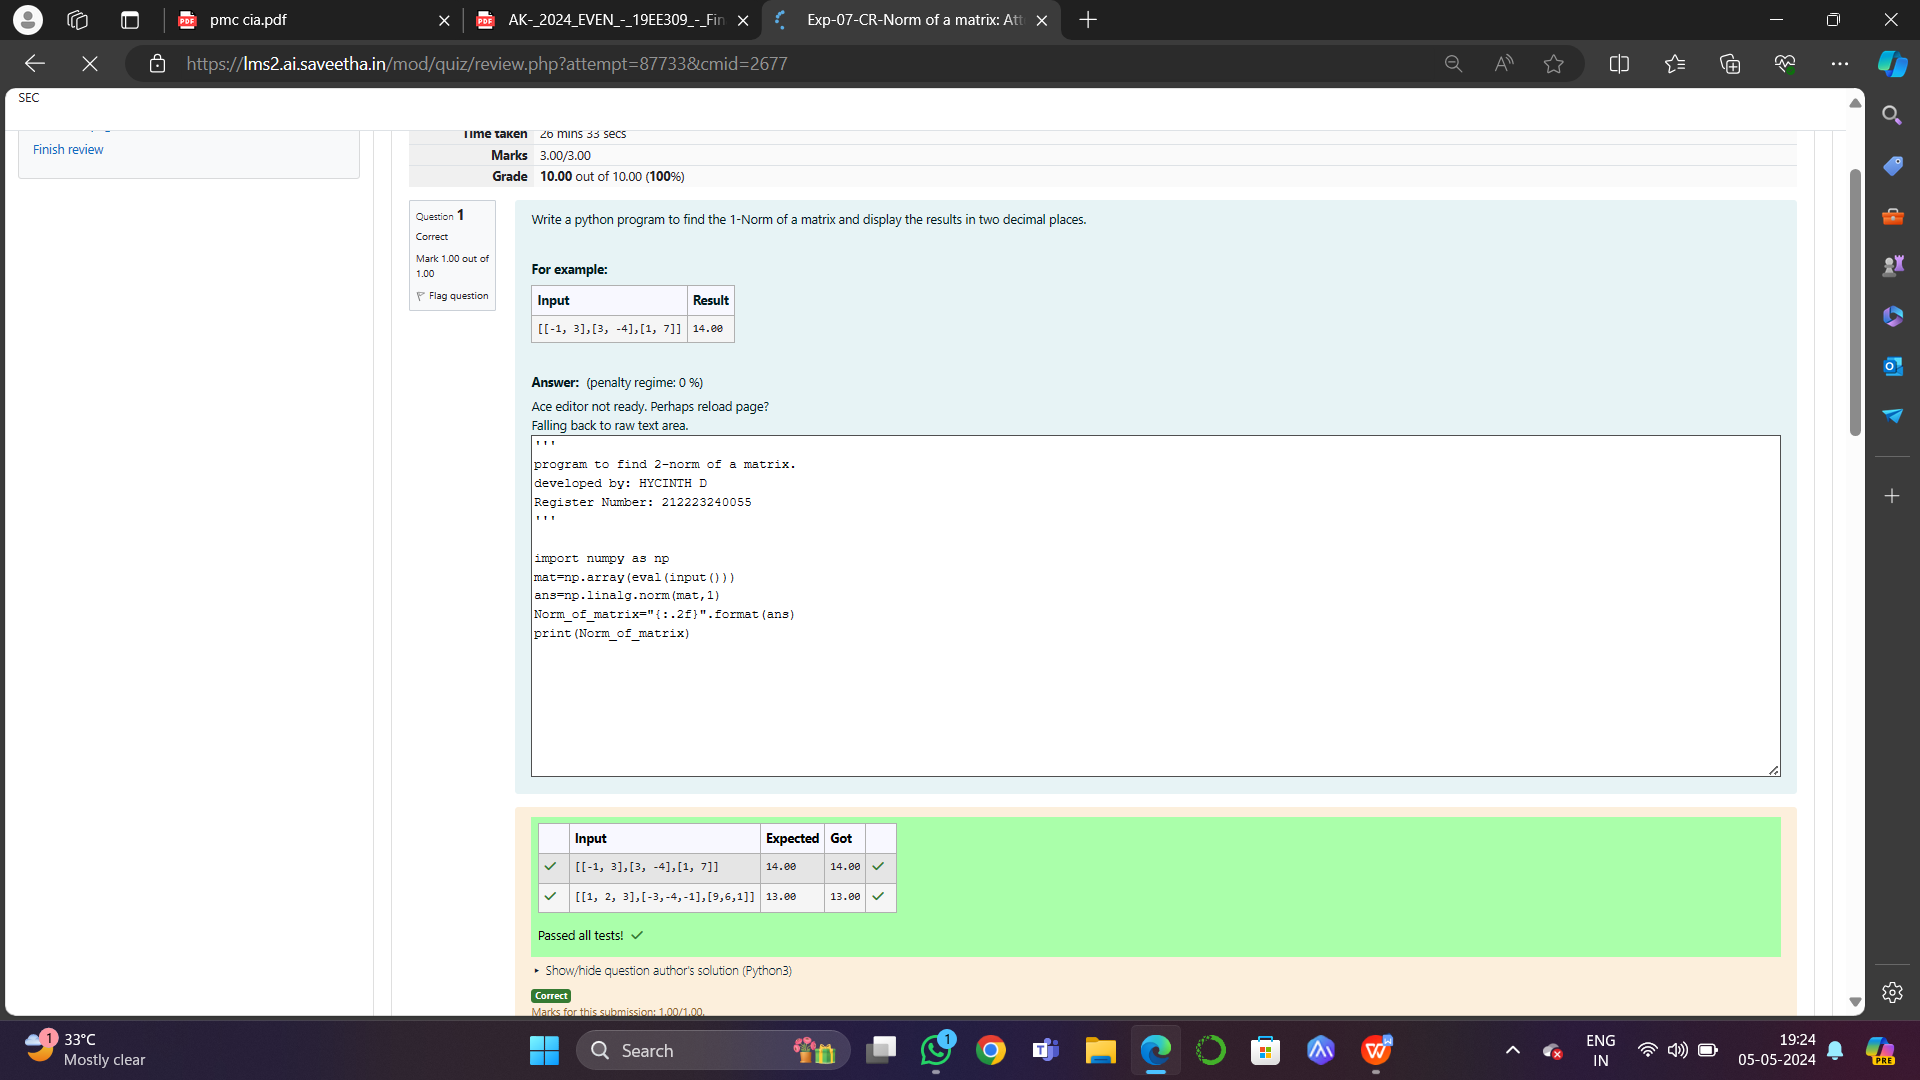 pmc cia.pdf
AK-_2024_EVEN_-_19EE309_-_Fin
Exp-07-CR-Norm of a matrix: Att
https://lms2.ai.saveetha.in/mod/quiz/review.php?attempt=87733&cmid=2677
SEC
Finish review
Time taken 26 mins 33 secs
Marks 3.00/3.00
Grade 10.00 out of 10.00 (100%)
Question 1
Correct
Mark 1.00 out of
1.00
Flag question
Write a python program to find the 1-Norm of a matrix and display the results in two decimal places.
For example:
Input Result
[[-1, 3],[3, -4],[1, 7]] 14.00
Answer: (penalty regime: 0 %)
Ace editor not ready. Perhaps reload page?
Falling back to raw text area.
'''
program to find 2-norm of a matrix.
developed by: HYCINTH D
Register Number: 212223240055
'''
import numpy as np
mat=np.array(eval(input()))
ans=np.linalg.norm(mat,1)
Norm_of_matrix="{:.2f}".format(ans)
print(Norm_of_matrix)
Input Expected Got
[[-1, 3],[3, -4],[1, 7]] 14.00 14.00
[[1, 2, 3],[-3,-4,-1],[9,6,1]] 13.00 13.00
Passed all tests!
Show/hide question author's solution (Python3)
Correct
Marks for this submission: 1.00/1.00.
1
33°C
Mostly clear
Search
1
ENG
IN
19:24
05-05-2024
PRE